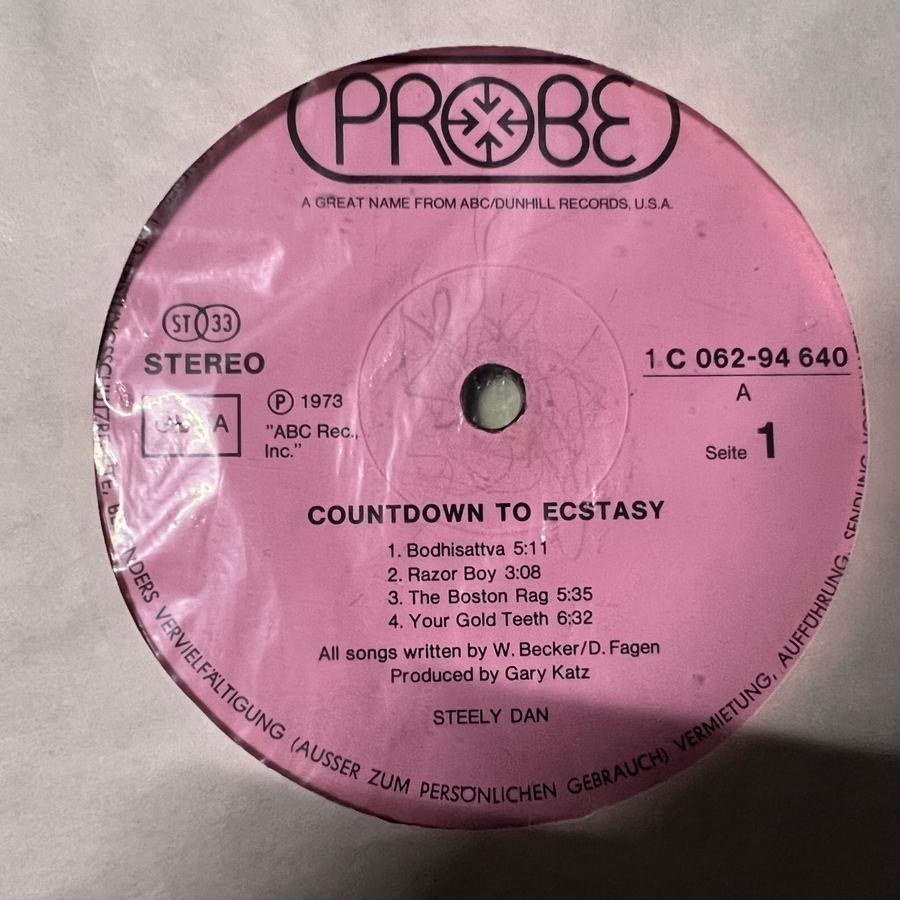 PROBE
A GREAT NAME FROM ABC/DUNHILL RECORDS, U.S.A.
ST 33
STEREO
1 C 062-94 640
A
Seite 1
℗ 1973
"ABC Rec.,
Inc."
COUNTDOWN TO ECSTASY
1. Bodhisattva 5:11
2. Razor Boy 3:08
3. The Boston Rag 5:35
4. Your Gold Teeth 6:32
All songs written by W. Becker/D. Fagen
Produced by Gary Katz
STEELY DAN
VERVIELFÄLTIGUNG (AUSSER ZUM PERSÖNLICHEN GEBRAUCH) VERMIETUNG, AUFFÜHRUNG, SENDUNG